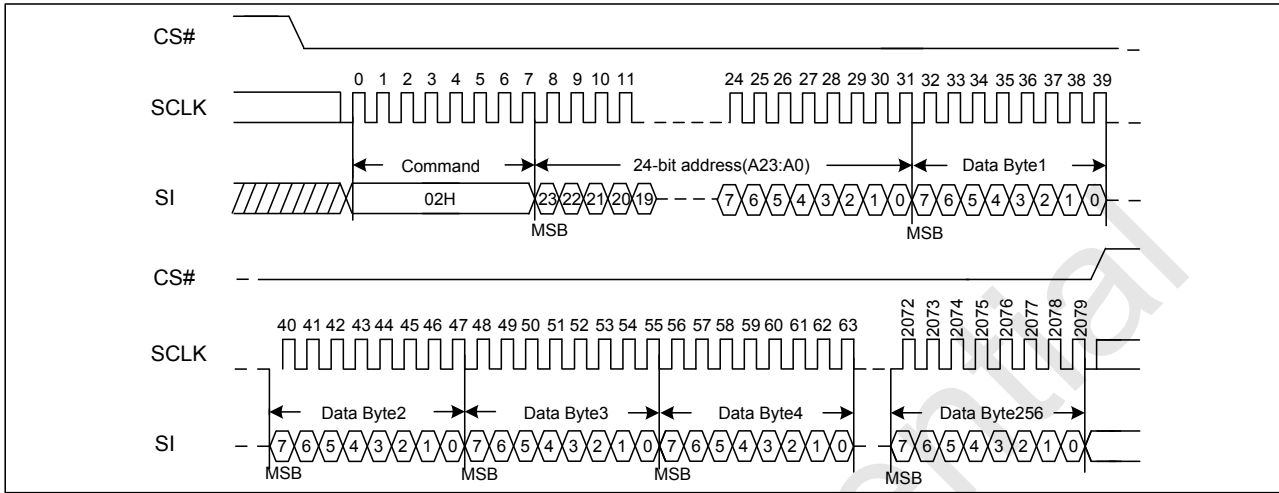 CS#
0 1 2 3 4 5 6 7 8 9 10 11 24 25 26 27 28 29 30 31 32 33 34 35 36 37 38 39
SCLK
Command 24-bit address(A23:A0) Data Byte1
SI 02H 23 22 21 20 19 7 6 5 4 3 2 1 0 7 6 5 4 3 2 1 0
MSB MSB
CS#
40 41 42 43 44 45 46 47 48 49 50 51 52 53 54 55 56 57 58 59 60 61 62 63 2072 2073 2074 2075 2076 2077 2078 2079
SCLK
Data Byte2 Data Byte3 Data Byte4 Data Byte256
SI 7 6 5 4 3 2 1 0 7 6 5 4 3 2 1 0 7 6 5 4 3 2 1 0 7 6 5 4 3 2 1 0
MSB MSB MSB MSB
ential